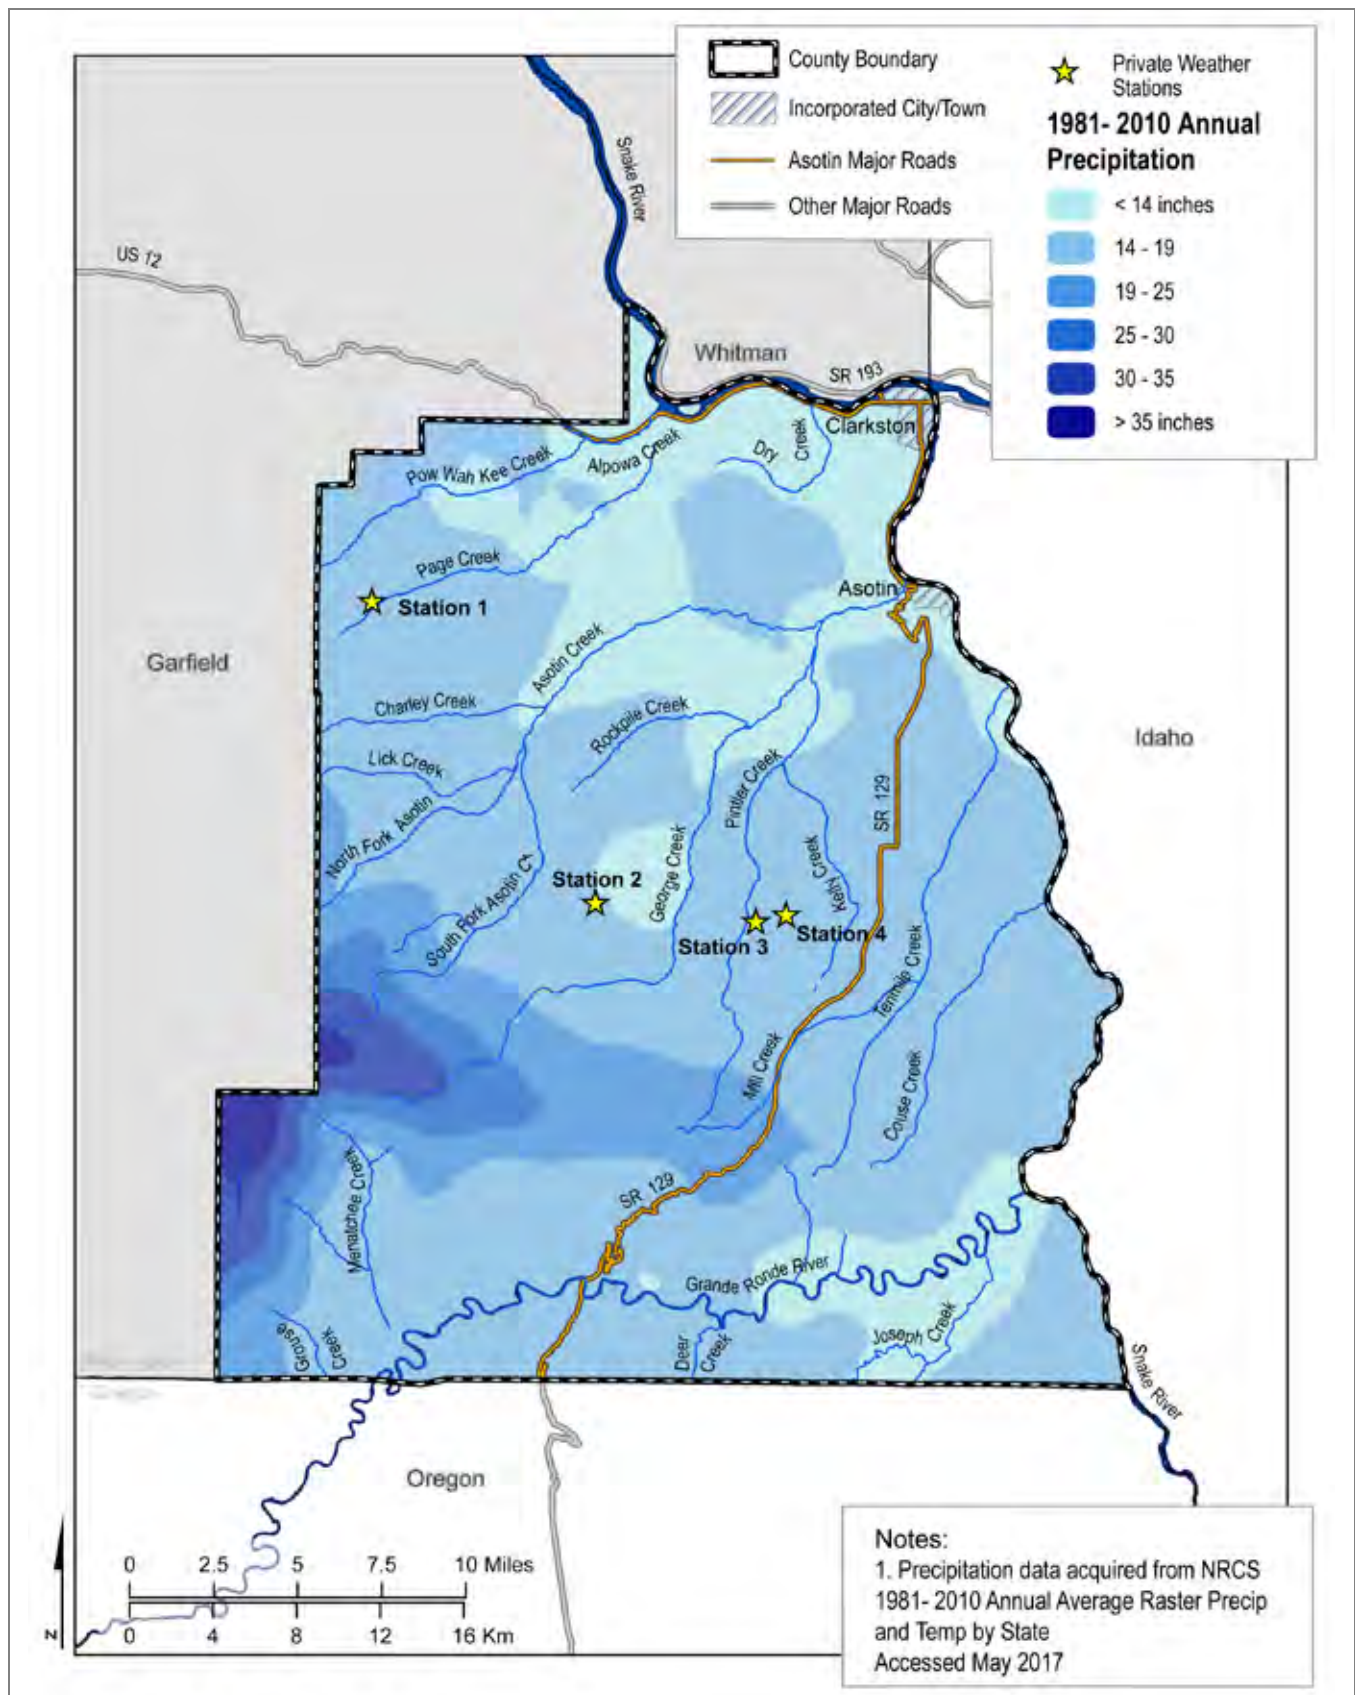 County Boundary
Incorporated City/Town
Asotin Major Roads
Other Major Roads
Private Weather
Stations
1981- 2010 Annual
Precipitation
< 14 inches
14 - 19
19 - 25
25 - 30
30 - 35
> 35 inches
Snake River
US 12
Whitman
SR 193
Clarkston
Pow Wah Kee Creek
Alpowa Creek
Dry
Creek
Page Creek
Station 1
Asotin
Garfield
Asotin Creek
Charley Creek
Rockpile Creek
Idaho
Lick Creek
North Fork Asotin
Pintler Creek
SR 129
Kelly Creek
George Creek
South Fork Asotin Cr
Station 2
Station 3
Station 4
Tenmile Creek
Mill Creek
Couse Creek
Menatchee Creek
SR 129
Grande Ronde River
Grouse
Creek
Deer
Creek
Joseph Creek
Snake River
Oregon
0 2.5 5 7.5 10 Miles
0 4 8 12 16 Km
N
Notes:
1. Precipitation data acquired from NRCS
1981- 2010 Annual Average Raster Precip
and Temp by State
Accessed May 2017